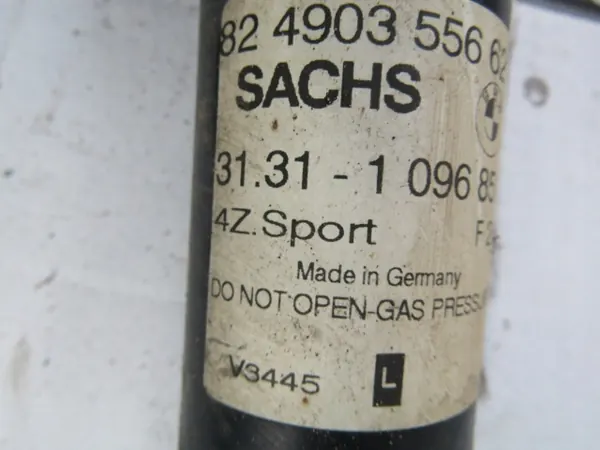 82 4903 556 62
SACHS
31.31 - 1 096 85
4Z.Sport F
Made in Germany
DO NOT OPEN-GAS PRESSU
V3445 L